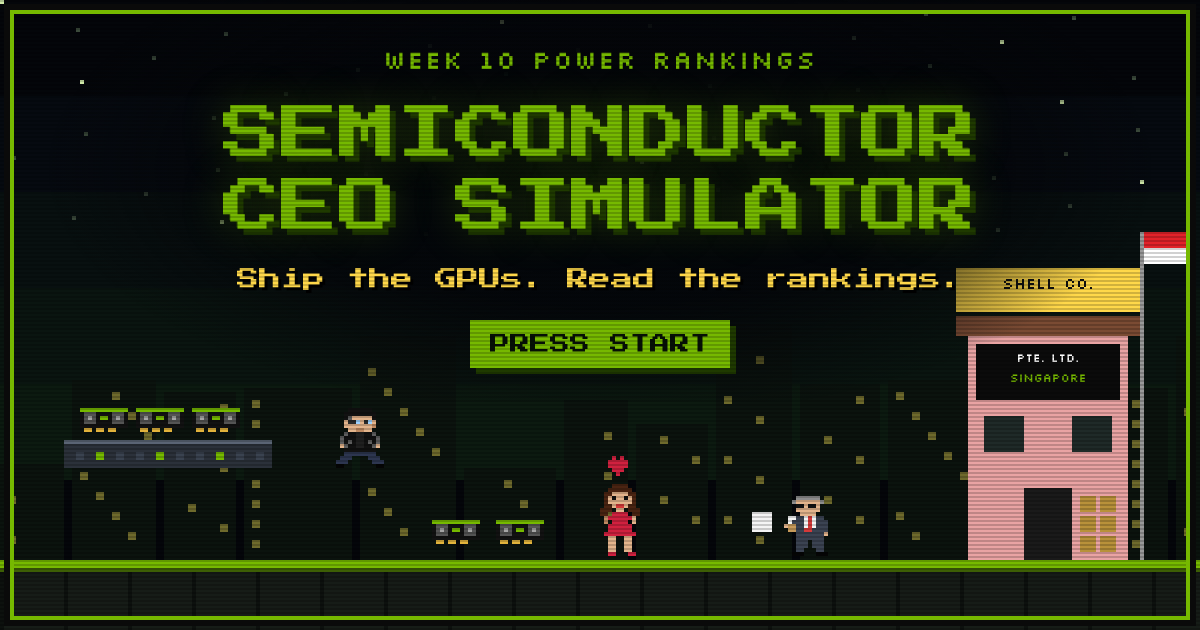 WEEK 10 POWER RANKINGS
SEMICONDUCTOR
CEO SIMULATOR
Ship the GPUs. Read the rankings.
SHELL CO.
PRESS START
PTE. LTD.
SINGAPORE